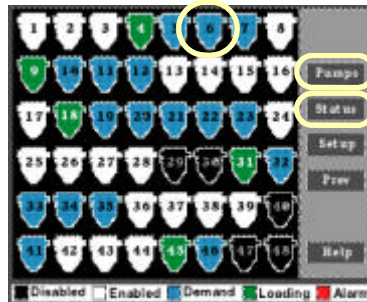 1 2 3 4 5 6 7 8
9 10 11 12 13 14 15 16 Pumps
17 18 19 20 21 22 23 24 Status
25 26 27 28 29 30 31 32 Setup
Prev
33 34 35 36 37 38 39 40
41 42 43 44 45 46 47 48 Help
Disabled Enabled Demand Loading Alarm